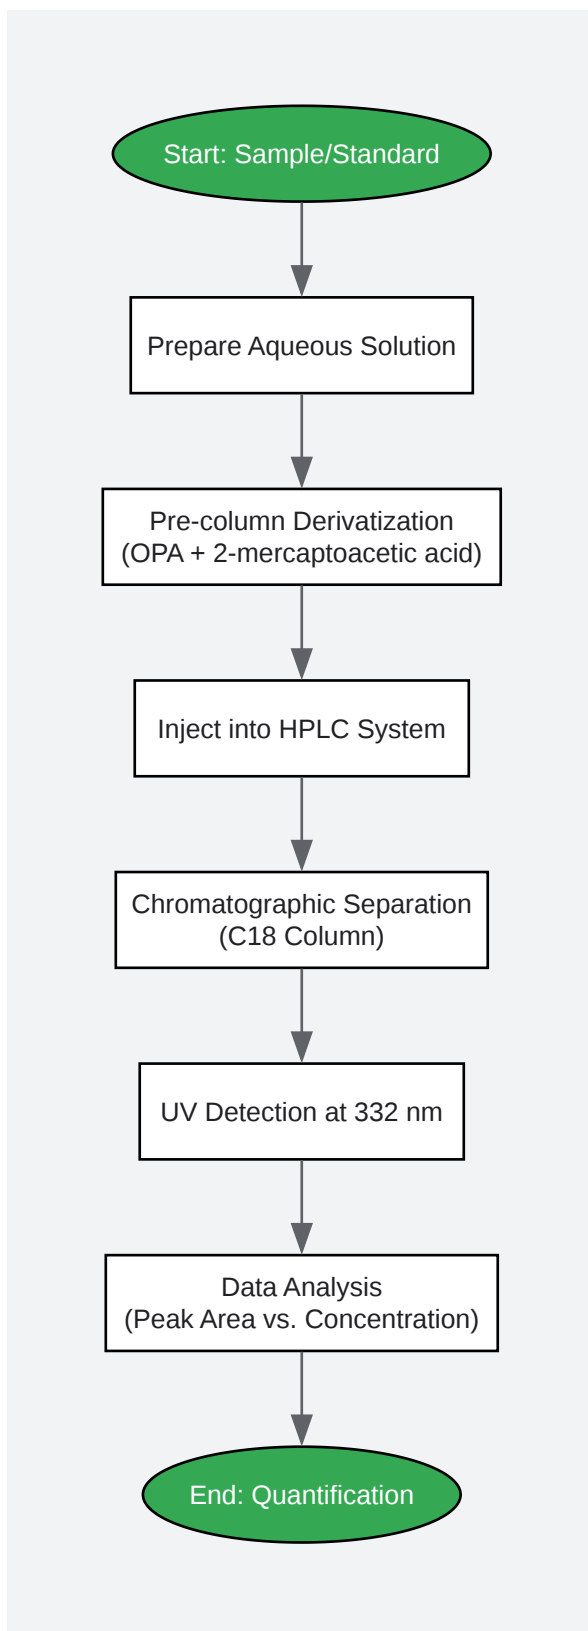 Start: Sample/Standard
Prepare Aqueous Solution
Pre-column Derivatization
(OPA + 2-mercaptoacetic acid)
Inject into HPLC System
Chromatographic Separation
(C18 Column)
UV Detection at 332 nm
Data Analysis
(Peak Area vs. Concentration)
End: Quantification